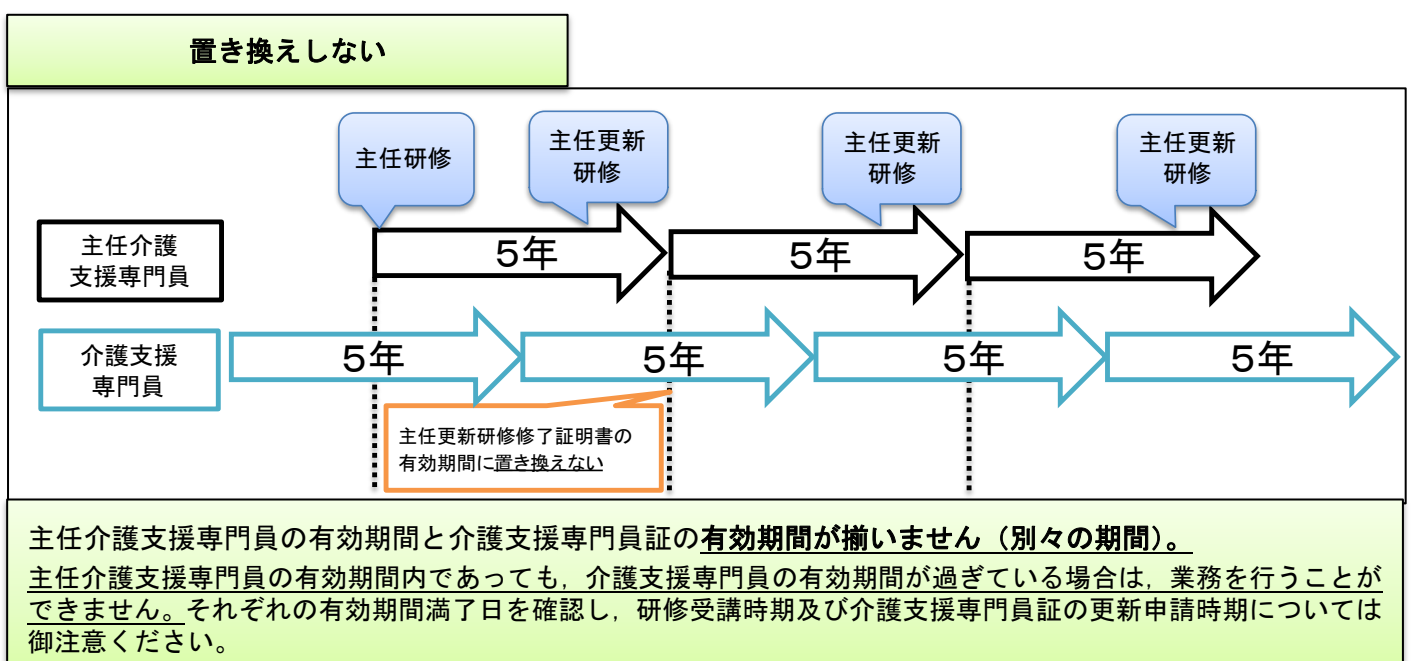 置き換えしない
主任研修
主任更新
研修
主任更新
研修
主任更新
研修
主任介護
支援専門員
5年
5年
5年
介護支援
専門員
5年
5年
5年
5年
主任更新研修修了証明書の
有効期間に置き換えない
主任介護支援専門員の有効期間と介護支援専門員証の有効期間が揃いません（別々の期間）。
主任介護支援専門員の有効期間内であっても，介護支援専門員の有効期間が過ぎている場合は，業務を行うことが
できません。それぞれの有効期間満了日を確認し，研修受講時期及び介護支援専門員証の更新申請時期については
御注意ください。